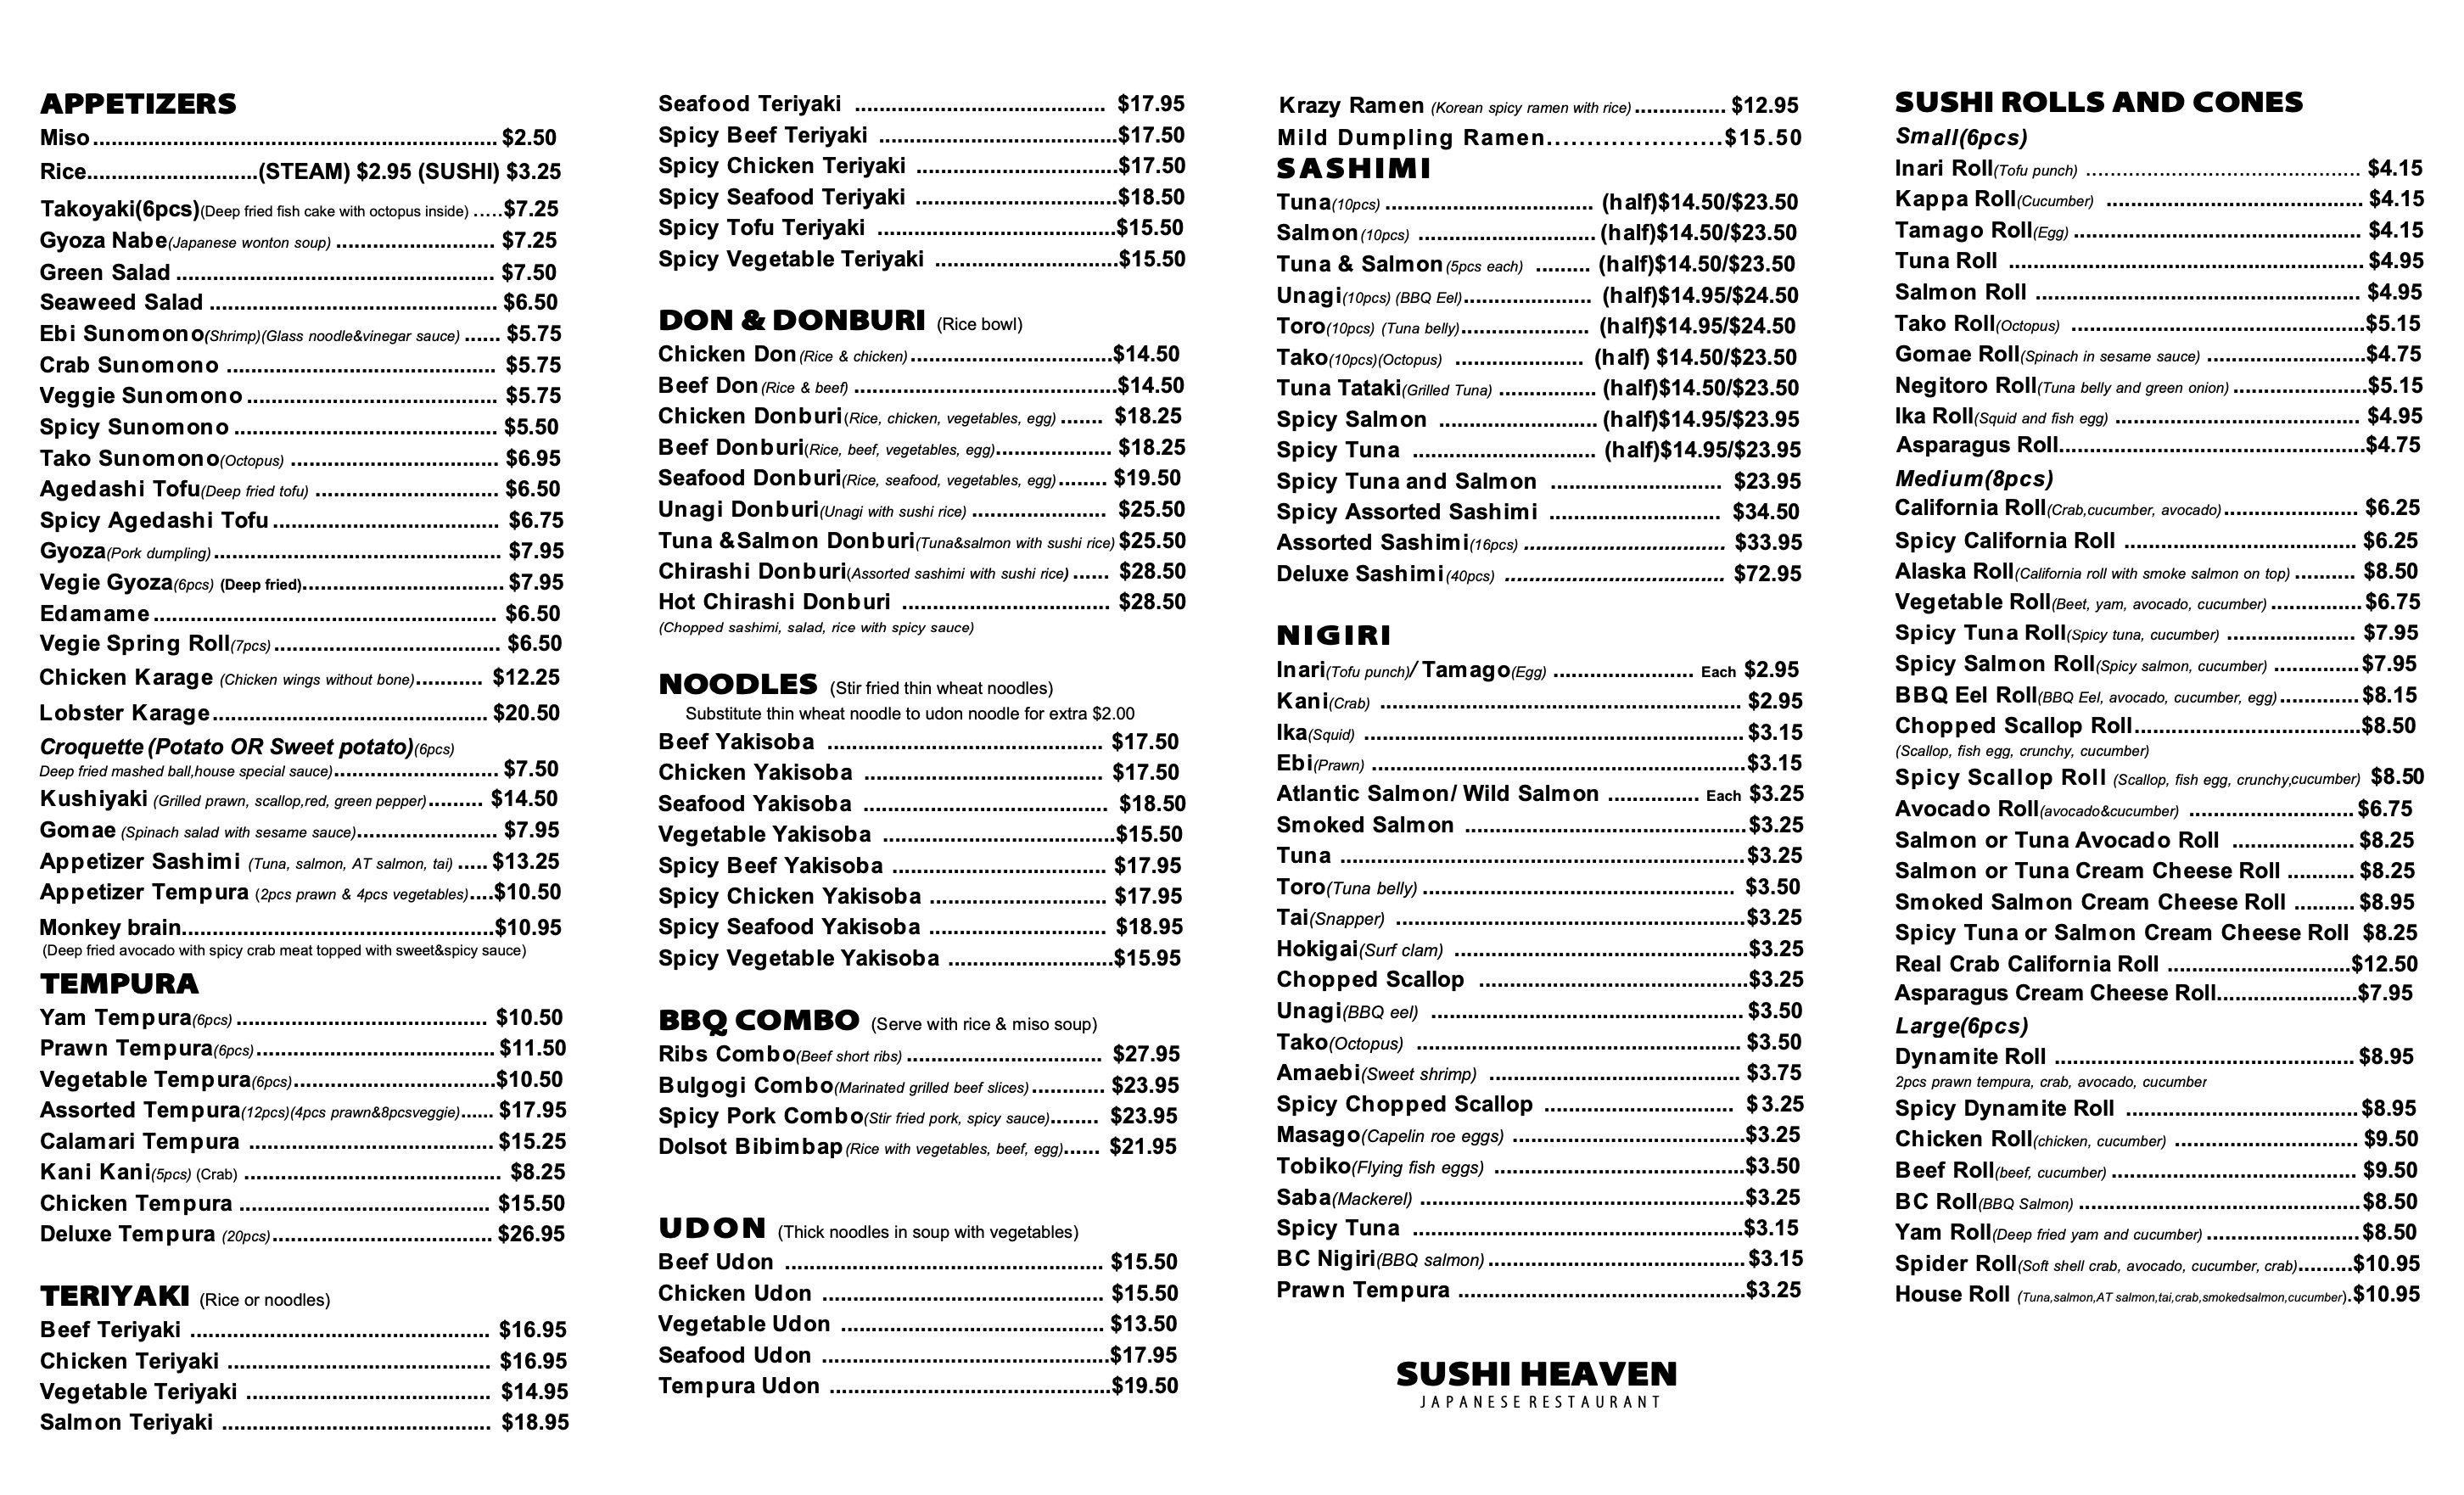 APPETIZERS
Miso.................................................................. $2.50
Rice............................(STEAM) $2.95 (SUSHI) $3.25
Takoyaki(6pcs)(Deep fried fish cake with octopus inside) .....$7.25
Gyoza Nabe(Japanese wonton soup) .......................... $7.25
Green Salad .................................................... $7.50
Seaweed Salad ............................................... $6.50
Ebi Sunomono(Shrimp)(Glass noodle&vinegar sauce) ...... $5.75
Crab Sunomono ............................................ $5.75
Veggie Sunomono ......................................... $5.75
Spicy Sunomono ........................................... $5.50
Tako Sunomono(Octopus) .................................. $6.95
Agedashi Tofu(Deep fried tofu) .............................. $6.50
Spicy Agedashi Tofu ..................................... $6.75
Gyoza(Pork dumpling) ............................................... $7.95
Vegie Gyoza(6pcs) (Deep fried)................................. $7.95
Edamame ........................................................ $6.50
Vegie Spring Roll(7pcs) ..................................... $6.50
Chicken Karage (Chicken wings without bone)........... $12.25
Lobster Karage ............................................. $20.50
Croquette (Potato OR Sweet potato)(6pcs)
Deep fried mashed ball,house special sauce)........................... $7.50
Kushiyaki (Grilled prawn, scallop,red, green pepper)......... $14.50
Gomae (Spinach salad with sesame sauce)....................... $7.95
Appetizer Sashimi (Tuna, salmon, AT salmon, tai) ..... $13.25
Appetizer Tempura (2pcs prawn & 4pcs vegetables)....$10.50
Monkey brain...................................................$10.95
(Deep fried avocado with spicy crab meat topped with sweet&spicy sauce)
TEMPURA
Yam Tempura(6pcs) ......................................... $10.50
Prawn Tempura(6pcs)....................................... $11.50
Vegetable Tempura(6pcs).................................$10.50
Assorted Tempura(12pcs)(4pcs prawn&8pcsveggie)...... $17.95
Calamari Tempura ........................................ $15.25
Kani Kani(5pcs) (Crab) .......................................... $8.25
Chicken Tempura ......................................... $15.50
Deluxe Tempura (20pcs).................................... $26.95
TERIYAKI (Rice or noodles)
Beef Teriyaki ................................................. $16.95
Chicken Teriyaki ........................................... $16.95
Vegetable Teriyaki ........................................ $14.95
Salmon Teriyaki ............................................ $18.95
Seafood Teriyaki ......................................... $17.95
Spicy Beef Teriyaki .......................................$17.50
Spicy Chicken Teriyaki .................................$17.50
Spicy Seafood Teriyaki .................................$18.50
Spicy Tofu Teriyaki .......................................$15.50
Spicy Vegetable Teriyaki ..............................$15.50
DON & DONBURI (Rice bowl)
Chicken Don (Rice & chicken) .................................$14.50
Beef Don (Rice & beef) ...........................................$14.50
Chicken Donburi(Rice, chicken, vegetables, egg) ....... $18.25
Beef Donburi(Rice, beef, vegetables, egg)................... $18.25
Seafood Donburi(Rice, seafood, vegetables, egg)........ $19.50
Unagi Donburi(Unagi with sushi rice) ...................... $25.50
Tuna &Salmon Donburi(Tuna&salmon with sushi rice) $25.50
Chirashi Donburi(Assorted sashimi with sushi rice) ...... $28.50
Hot Chirashi Donburi .................................. $28.50
(Chopped sashimi, salad, rice with spicy sauce)
NOODLES (Stir fried thin wheat noodles)
Substitute thin wheat noodle to udon noodle for extra $2.00
Beef Yakisoba ............................................. $17.50
Chicken Yakisoba ....................................... $17.50
Seafood Yakisoba ........................................ $18.50
Vegetable Yakisoba ......................................$15.50
Spicy Beef Yakisoba ................................... $17.95
Spicy Chicken Yakisoba ............................. $17.95
Spicy Seafood Yakisoba ............................. $18.95
Spicy Vegetable Yakisoba ...........................$15.95
BBQ COMBO (Serve with rice & miso soup)
Ribs Combo(Beef short ribs) ................................ $27.95
Bulgogi Combo(Marinated grilled beef slices) ............ $23.95
Spicy Pork Combo(Stir fried pork, spicy sauce)........ $23.95
Dolsot Bibimbap(Rice with vegetables, beef, egg)...... $21.95
UDON (Thick noodles in soup with vegetables)
Beef Udon .................................................... $15.50
Chicken Udon .............................................. $15.50
Vegetable Udon ........................................... $13.50
Seafood Udon ...............................................$17.95
Tempura Udon ..............................................$19.50
Krazy Ramen (Korean spicy ramen with rice) ............... $12.95
Mild Dumpling Ramen......................$15.50
SASHIMI
Tuna(10pcs) .................................. (half)$14.50/$23.50
Salmon(10pcs) .............................(half)$14.50/$23.50
Tuna & Salmon (5pcs each) ......... (half)$14.50/$23.50
Unagi(10pcs) (BBQ Eel)..................... (half)$14.95/$24.50
Toro(10pcs) (Tuna belly)..................... (half)$14.95/$24.50
Tako(10pcs)(Octopus) ..................... (half) $14.50/$23.50
Tuna Tataki(Grilled Tuna) ................ (half)$14.50/$23.50
Spicy Salmon ..........................(half)$14.95/$23.95
Spicy Tuna .............................. (half)$14.95/$23.95
Spicy Tuna and Salmon ............................ $23.95
Spicy Assorted Sashimi ............................ $34.50
Assorted Sashimi(16pcs) ................................. $33.95
Deluxe Sashimi(40pcs) .................................... $72.95
NIGIRI
Inari(Tofu punch)/ Tamago(Egg) ....................... Each $2.95
Kani(Crab) ........................................................... $2.95
Ika(Squid) ..............................................................$3.15
Ebi(Prawn) .............................................................$3.15
Atlantic Salmon/ Wild Salmon ............... Each $3.25
Smoked Salmon ..............................................$3.25
Tuna ..................................................................$3.25
Toro(Tuna belly) ................................................... $3.50
Tai(Snapper) .........................................................$3.25
Hokigai(Surf clam) ................................................$3.25
Chopped Scallop ............................................$3.25
Unagi(BBQ eel) ................................................... $3.50
Tako(Octopus) ..................................................... $3.50
Amaebi(Sweet shrimp) ......................................... $3.75
Spicy Chopped Scallop ............................... $3.25
Masago(Capelin roe eggs) ......................................$3.25
Tobiko(Flying fish eggs) .........................................$3.50
Saba(Mackerel) .....................................................$3.25
Spicy Tuna ......................................................$3.15
BC Nigiri(BBQ salmon) .......................................... $3.15
Prawn Tempura ...............................................$3.25
SUSHI HEAVEN
JAPANESE RESTAURANT
SUSHI ROLLS AND CONES
Small(6pcs)
Inari Roll(Tofu punch) ............................................. $4.15
Kappa Roll(Cucumber) .......................................... $4.15
Tamago Roll(Egg) ............................................... $4.15
Tuna Roll .......................................................... $4.95
Salmon Roll ..................................................... $4.95
Tako Roll(Octopus) ................................................$5.15
Gomae Roll(Spinach in sesame sauce) ..........................$4.75
Negitoro Roll(Tuna belly and green onion) ......................$5.15
Ika Roll(Squid and fish egg) ........................................ $4.95
Asparagus Roll..................................................$4.75
Medium(8pcs)
California Roll(Crab,cucumber, avocado)...................... $6.25
Spicy California Roll ...................................... $6.25
Alaska Roll(California roll with smoke salmon on top) .......... $8.50
Vegetable Roll(Beet, yam, avocado, cucumber) ............... $6.75
Spicy Tuna Roll(Spicy tuna, cucumber) ..................... $7.95
Spicy Salmon Roll(Spicy salmon, cucumber) ..............$7.95
BBQ Eel Roll(BBQ Eel, avocado, cucumber, egg).............$8.15
Chopped Scallop Roll.....................................$8.50
(Scallop, fish egg, crunchy, cucumber)
Spicy Scallop Roll (Scallop, fish egg, crunchy,cucumber) $8.50
Avocado Roll(avocado&cucumber) ........................... $6.75
Salmon or Tuna Avocado Roll .................... $8.25
Salmon or Tuna Cream Cheese Roll ........... $8.25
Smoked Salmon Cream Cheese Roll .......... $8.95
Spicy Tuna or Salmon Cream Cheese Roll $8.25
Real Crab California Roll ..............................$12.50
Asparagus Cream Cheese Roll.......................$7.95
Large(6pcs)
Dynamite Roll ................................................. $8.95
2pcs prawn tempura, crab, avocado, cucumber
Spicy Dynamite Roll ......................................$8.95
Chicken Roll(chicken, cucumber) .............................. $9.50
Beef Roll(beef, cucumber) ........................................ $9.50
BC Roll(BBQ Salmon) ..............................................$8.50
Yam Roll(Deep fried yam and cucumber) .........................$8.50
Spider Roll(Soft shell crab, avocado, cucumber, crab).........$10.95
House Roll (Tuna,salmon,AT salmon,tai,crab,smokedsalmon,cucumber).$10.95